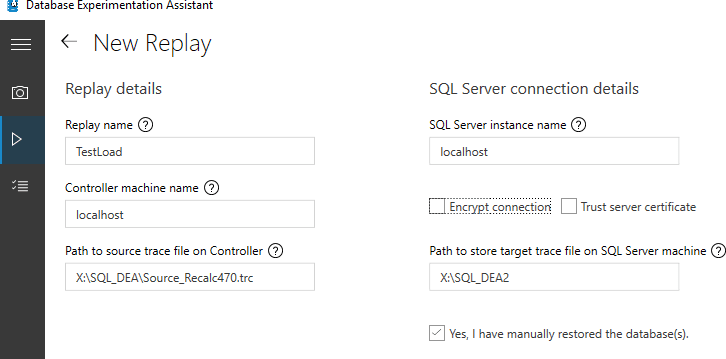 Database Experimentation Assistant
New Replay
Replay details
Replay name ?
TestLoad
Controller machine name ?
localhost
Path to source trace file on Controller ?
X:\SQL_DEA\Source_Recalc470.trc
SQL Server connection details
SQL Server instance name ?
localhost
Encrypt connection Trust server certificate
Path to store target trace file on SQL Server machine ?
X:\SQL_DEA2
Yes, I have manually restored the database(s).